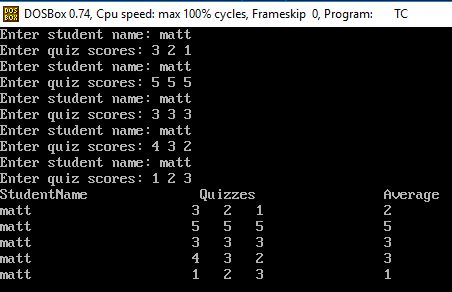 DOS BOX DOSBox 0.74, Cpu speed: max 100% cycles, Frameskip 0, Program: TC
Enter student name: matt
Enter quiz scores: 3 2 1
Enter student name: matt
Enter quiz scores: 5 5 5
Enter student name: matt
Enter quiz scores: 3 3 3
Enter student name: matt
Enter quiz scores: 4 3 2
Enter student name: matt
Enter quiz scores: 1 2 3
StudentName Quizzes Average
matt 3 2 1 2
matt 5 5 5 5
matt 3 3 3 3
matt 4 3 2 3
matt 1 2 3 1